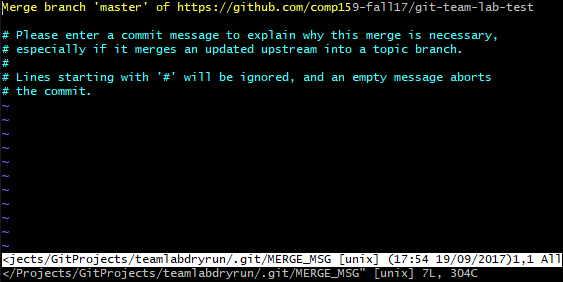 Merge branch 'master' of https://github.com/comp159-fall17/git-team-lab-test

# Please enter a commit message to explain why this merge is necessary,
# especially if it merges an updated upstream into a topic branch.
#
# Lines starting with '#' will be ignored, and an empty message aborts
# the commit.
~
~
~
~
~
~
~
~
~
~
~
<jects/GitProjects/teamlabdryrun/.git/MERGE_MSG [unix] (17:54 19/09/2017)1,1 All
</Projects/GitProjects/teamlabdryrun/.git/MERGE_MSG" [unix] 7L, 304C